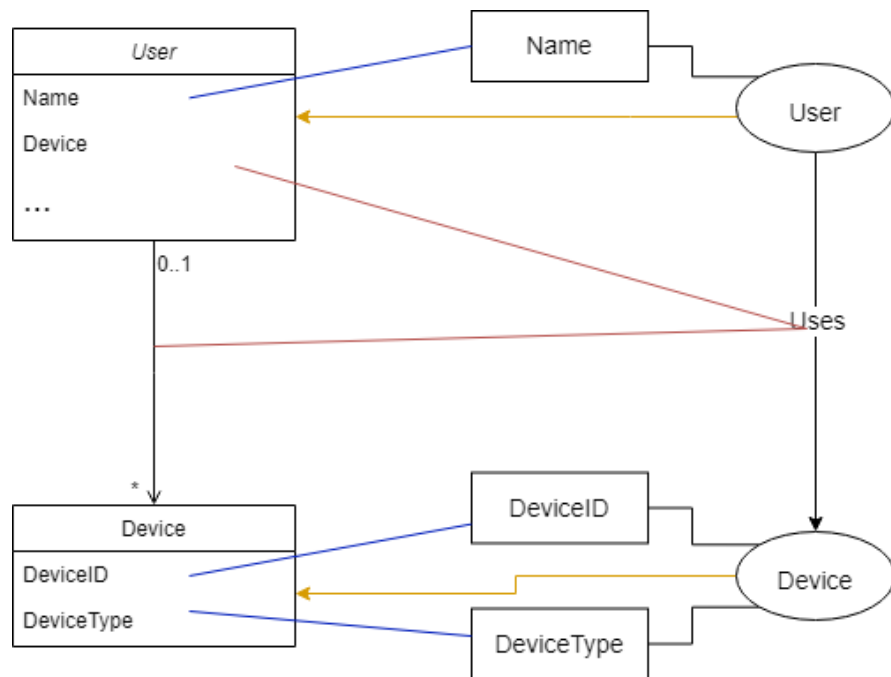 User
Name
Device
...
0..1
*
Device
DeviceID
DeviceType
Name
User
Uses
DeviceID
Device
DeviceType